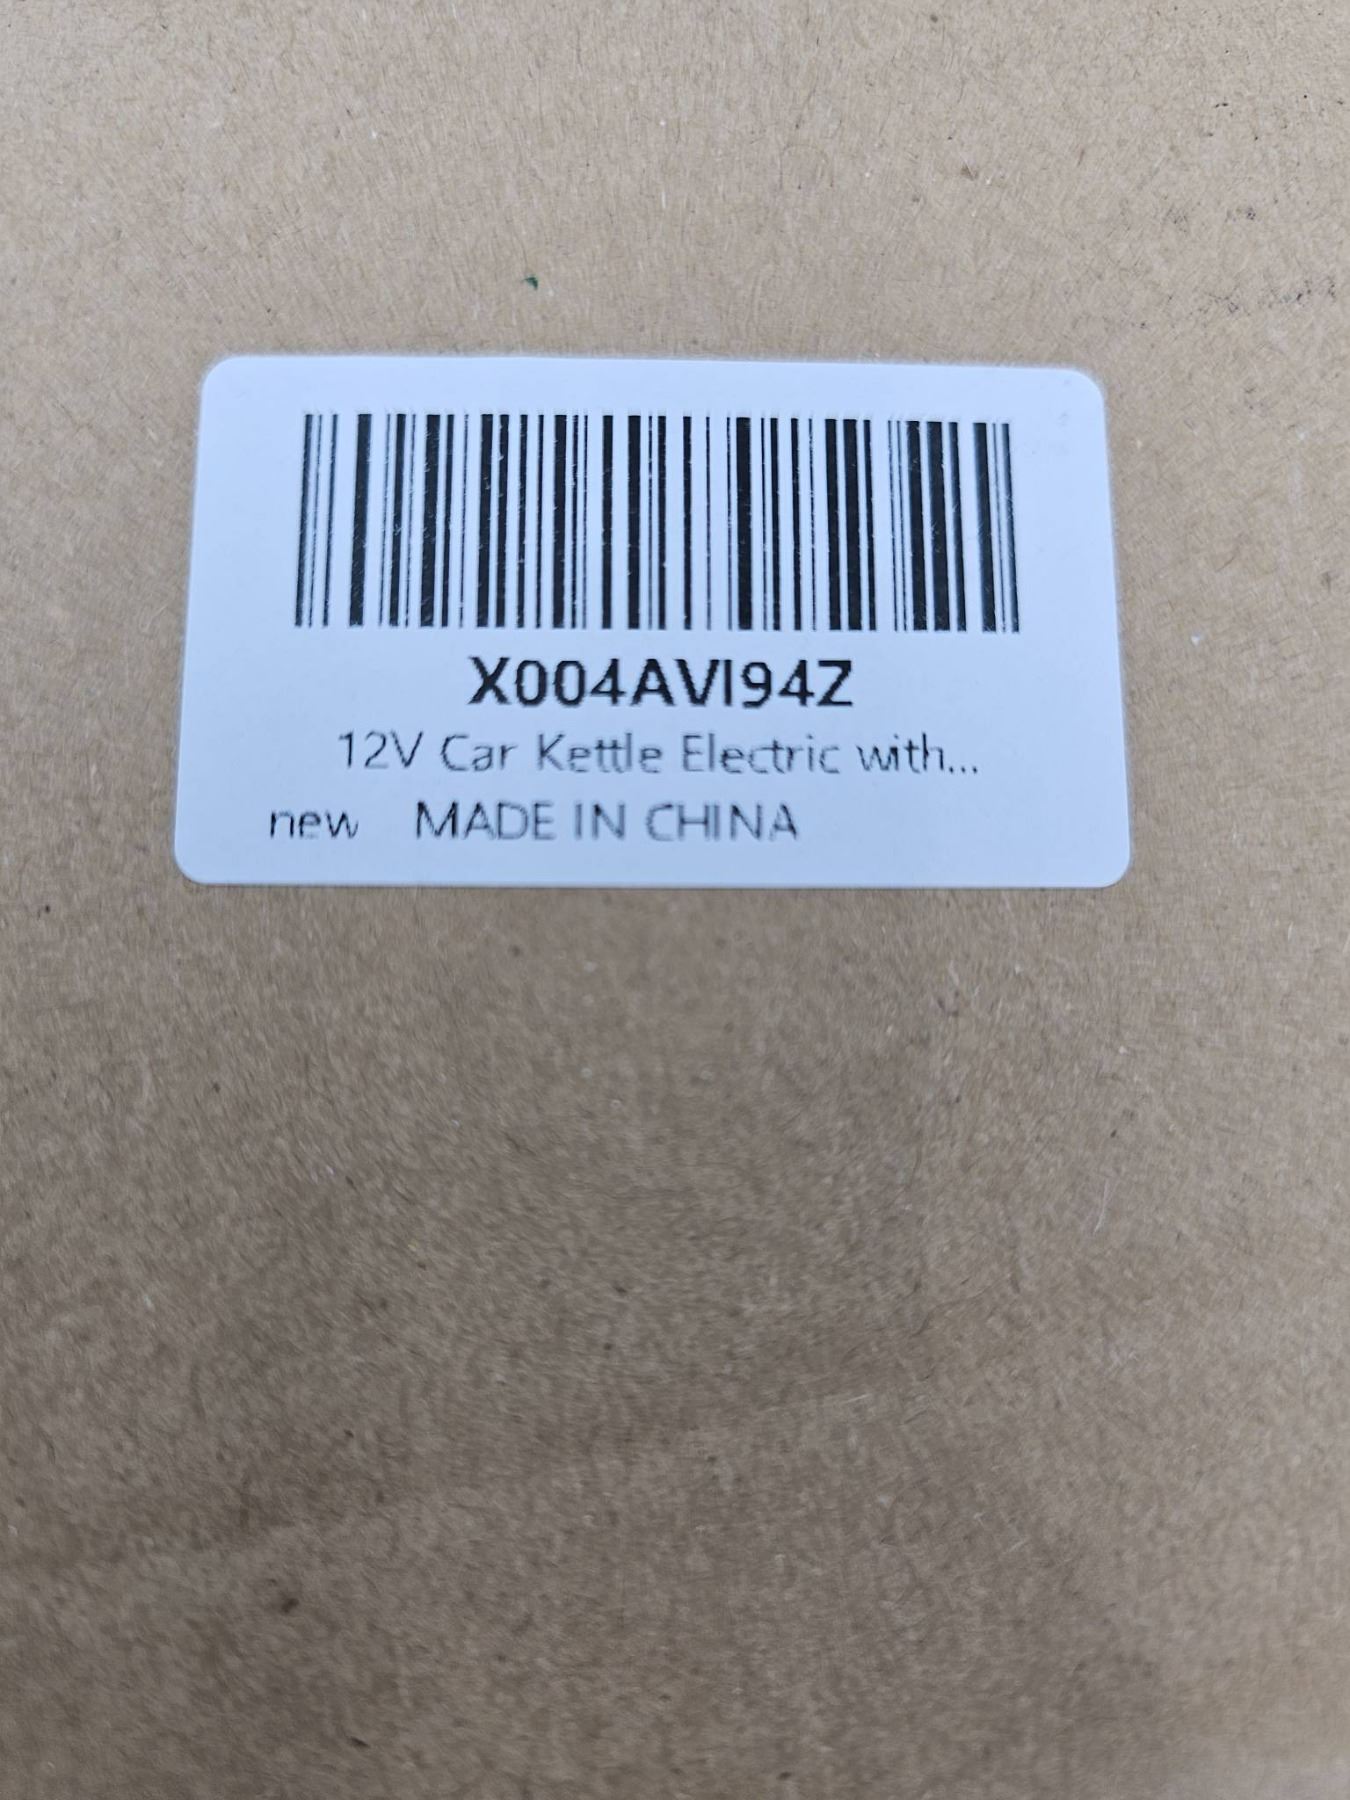 X004AVI94Z
12V Car Kettle Electric with...
new MADE IN CHINA